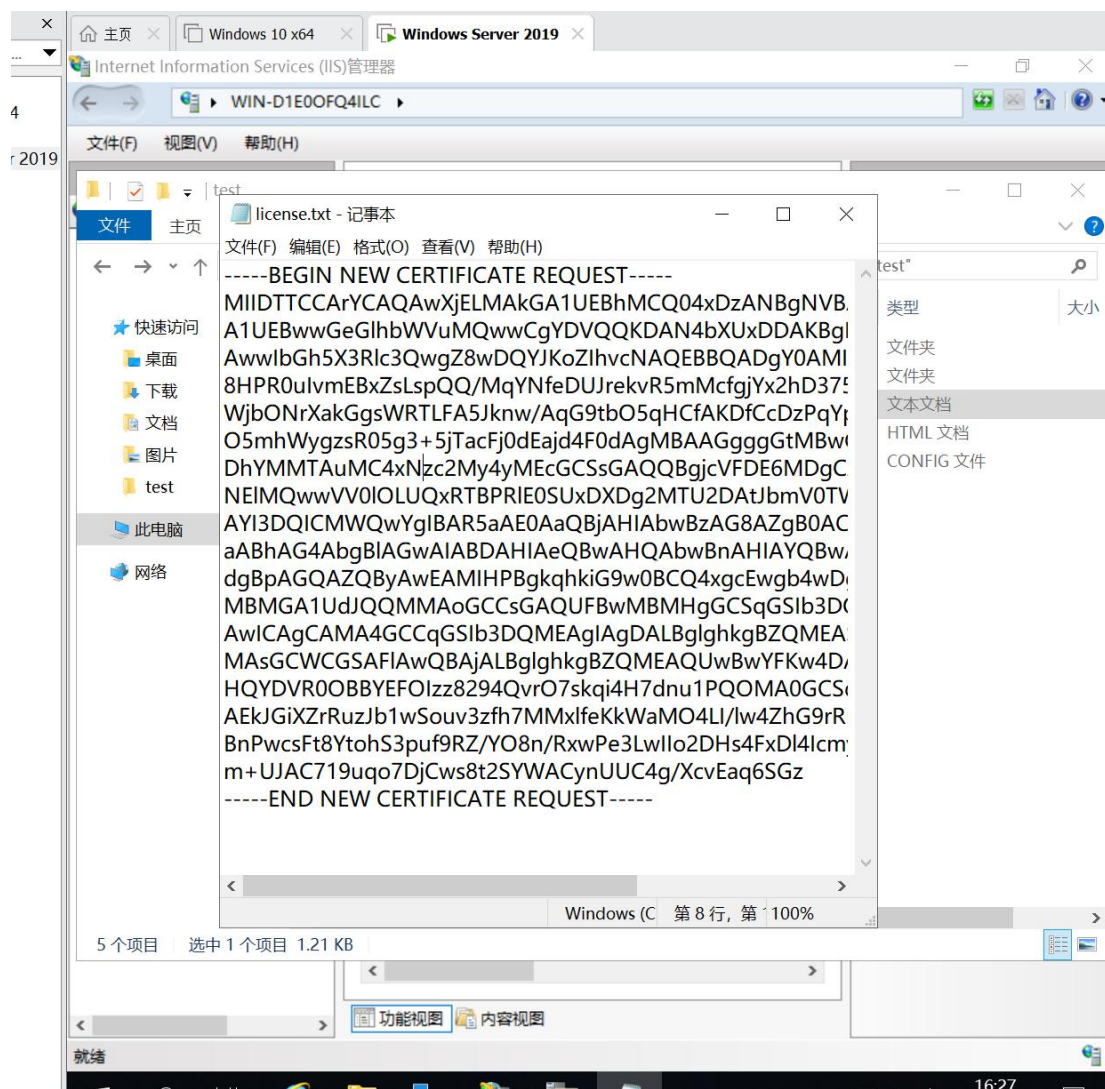 主页
Windows 10 x64
Windows Server 2019
...
Internet Information Services (IIS)管理器
4
WIN-D1E0OFQ4ILC
文件(F) 视图(V) 帮助(H)
r 2019
test
license.txt - 记事本
文件 主页
文件(F) 编辑(E) 格式(O) 查看(V) 帮助(H)
-----BEGIN NEW CERTIFICATE REQUEST-----
MIIDTTCCArYCAQAwXjELMAkGA1UEBhMCQ04xDzANBgNVB
A1UEBwwGeGlhbWVuMQwwCgYDVQQKDAN4bXUxDDAKBgl
AwwIbGh5X3Rlc3QwgZ8wDQYJKoZIhvcNAQEBBQADgY0AMI
8HPR0uIvmEBxZsLspQQ/MqYNfeDUJrekvR5mMcfgjYx2hD375
WjbONrXakGgsWRTLFA5Jknw/AqG9tbO5qHCfAKDfCcDzPqYp
O5mhWygzsR05g3+5jTacFj0dEajd4F0dAgMBAAGgggGtMBw
DhYMMTAuMC4xNzc2My4yMEcGCSsGAQQBgjcVFDE6MDgC
NElMQwwVV0lOLUQxRTBPRlE0SUxDXDg2MTU2DAtJbmV0TV
AYI3DQICMWQwYgIBAR5aAE0AaQBjAHIAbwBzAG8AZgB0AC
aABhAG4AbgBlAGwAIABDAHIAeQBwAHQAbwBnAHIAYQBw
dgBpAGQAZQByAwEAMIHPBgkqhkiG9w0BCQ4xgcEwgb4wD
MBMGA1UdJQQMMAoGCCsGAQUFBwMBMHgGCSqGSIb3D
AwICAgCAMA4GCCqGSIb3DQMEAgIAgDALBglghkgBZQMEA
MAsGCWCGSAFlAwQBAjALBglghkgBZQMEAQUwBwYFKw4D
HQYDVR0OBBYEFOIzz8294QvrO7skqi4H7dnu1PQOMA0GCS
AEkJGiXZrRuzJb1wSouv3zfh7MMxlfeKkWaMO4LI/lw4ZhG9rR
BnPwcsFt8YtohS3puf9RZ/YO8n/RxwPe3LwIIo2DHs4FxDl4Icm
m+UJAC719uqo7DjCws8t2SYWACynUUC4g/XcvEaq6SGz
-----END NEW CERTIFICATE REQUEST-----
快速访问
桌面
下载
文档
图片
test
此电脑
网络
test"
类型 大小
文件夹
文件夹
文本文档
HTML 文档
CONFIG 文件
Windows (C 第 8 行, 第 100%
5 个项目 选中 1 个项目 1.21 KB
功能视图 内容视图
就绪
16:27